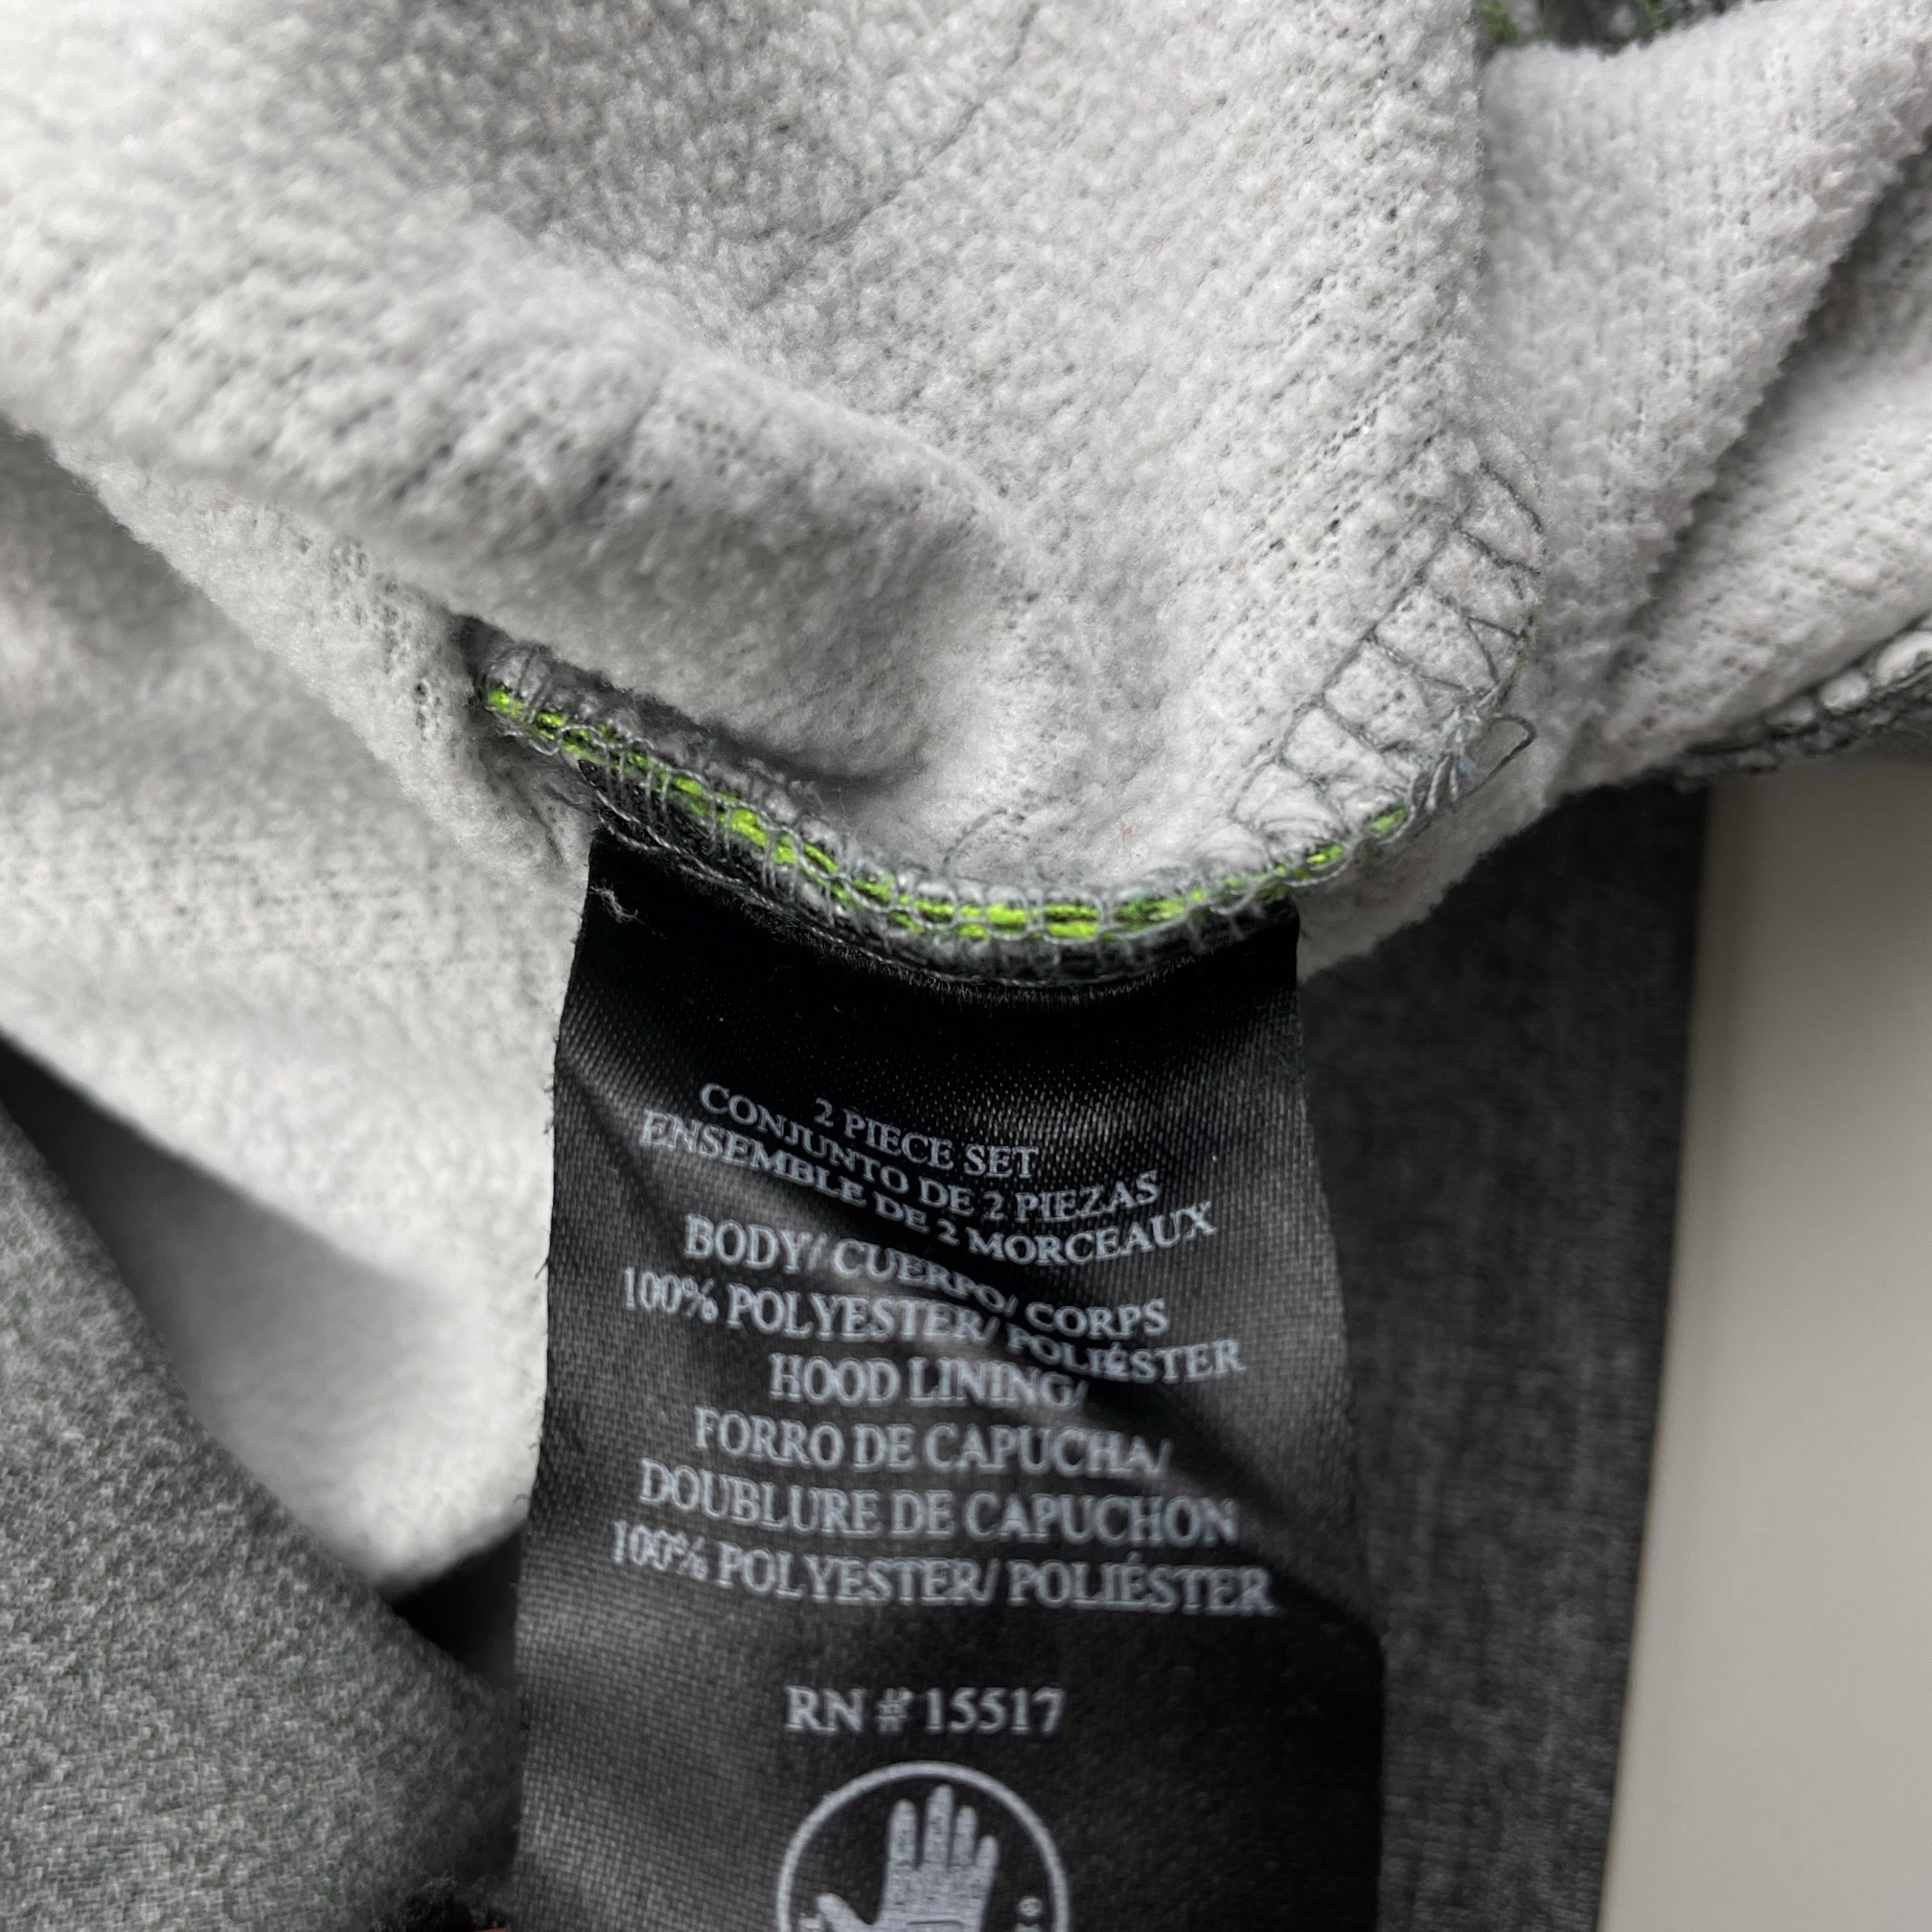 2 PIECE SET
CONJUNTO DE 2 PIEZAS
ENSEMBLE DE 2 MORCEAUX
BODY/ CUERPO/ CORPS
100% POLYESTER/ POLIÉSTER
HOOD LINING/
FORRO DE CAPUCHA/
DOUBLURE DE CAPUCHON
100% POLYESTER/ POLIÉSTER
RN # 15517